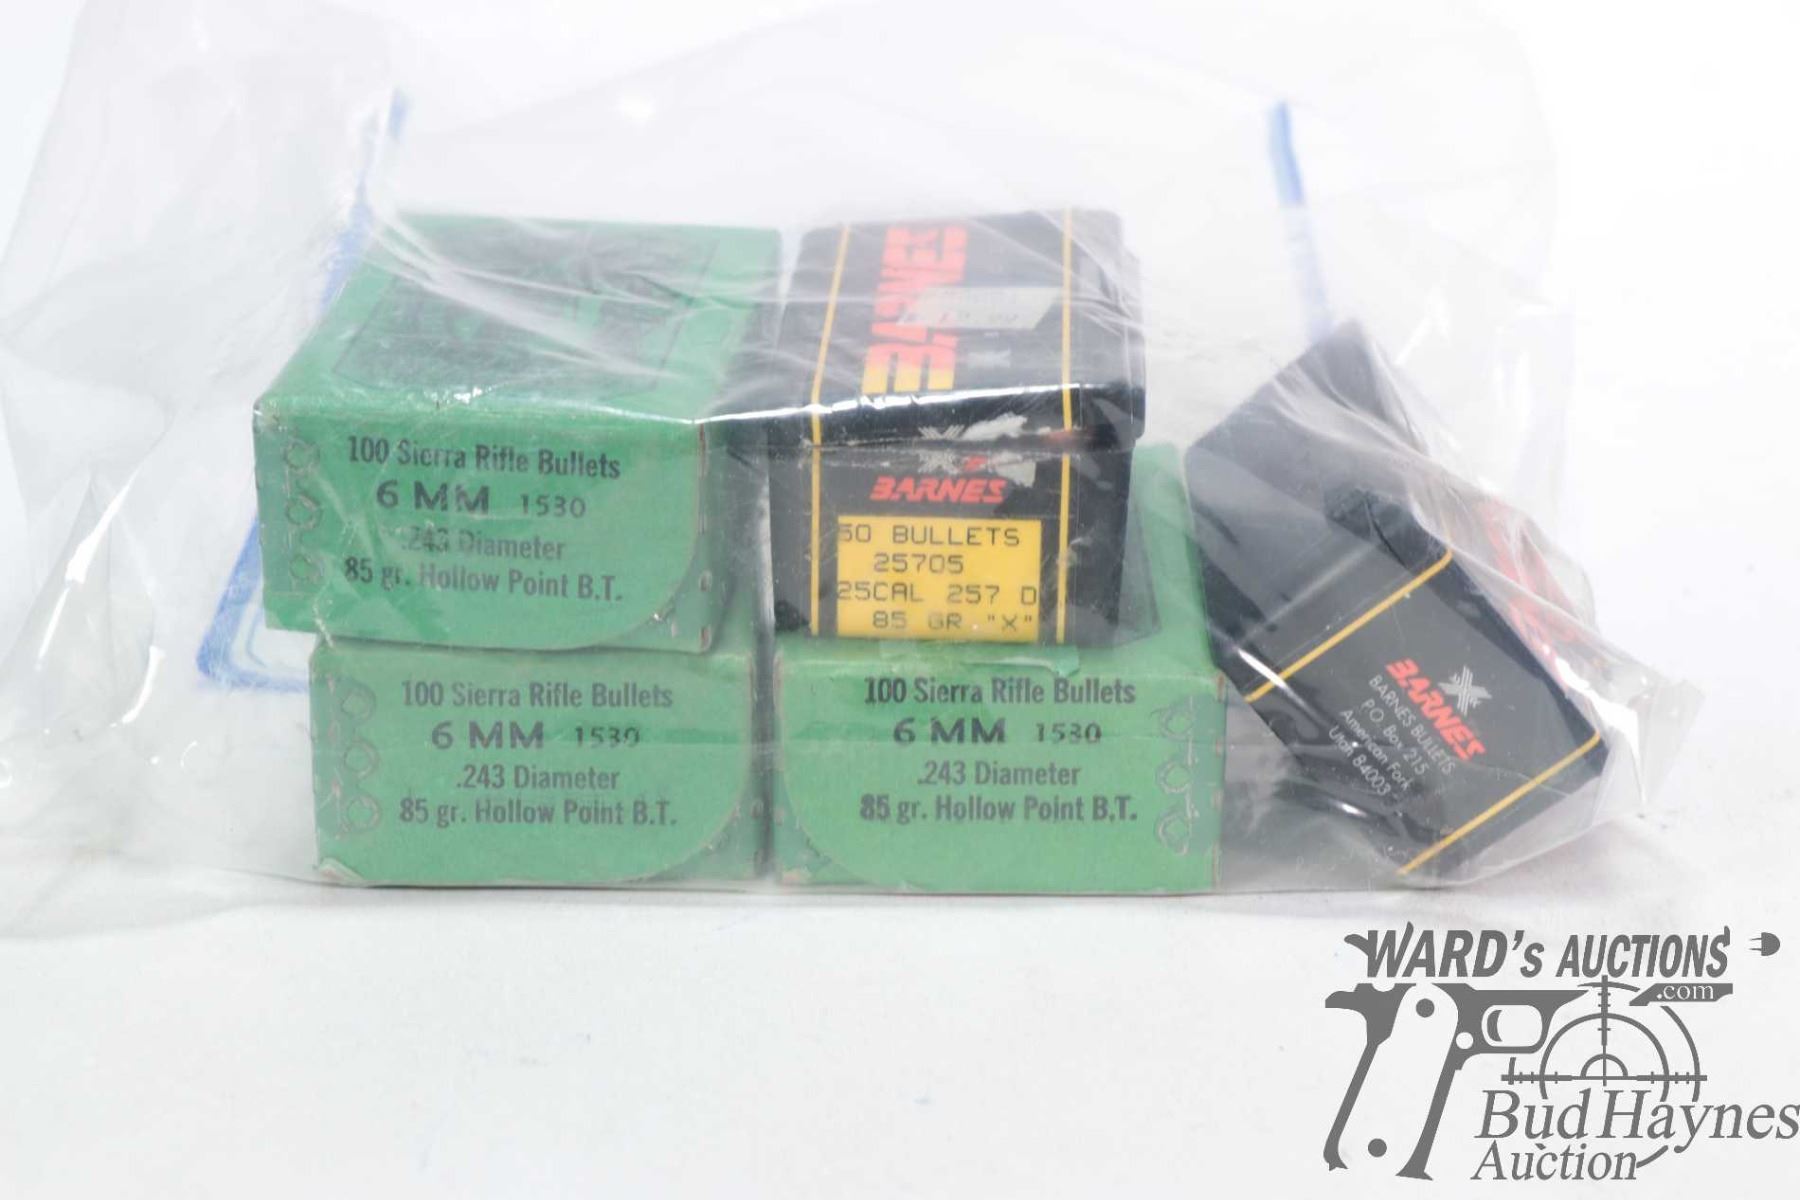 BARNES
100 Sierra Rifle Bullets
6 MM 1530
.243 Diameter
85 gr. Hollow Point B.T.
BARNES
50 BULLETS
25705
25CAL 257 D
85 GR "X"
100 Sierra Rifle Bullets
6 MM 1530
.243 Diameter
85 gr. Hollow Point B.T.
100 Sierra Rifle Bullets
6 MM 1530
.243 Diameter
85 gr. Hollow Point B.T.
X
BARNES
BARNES BULLETS
P.O. Box 215
American Fork
Utah 84003
WARD's AUCTIONS
.com
Bud Haynes
Auction